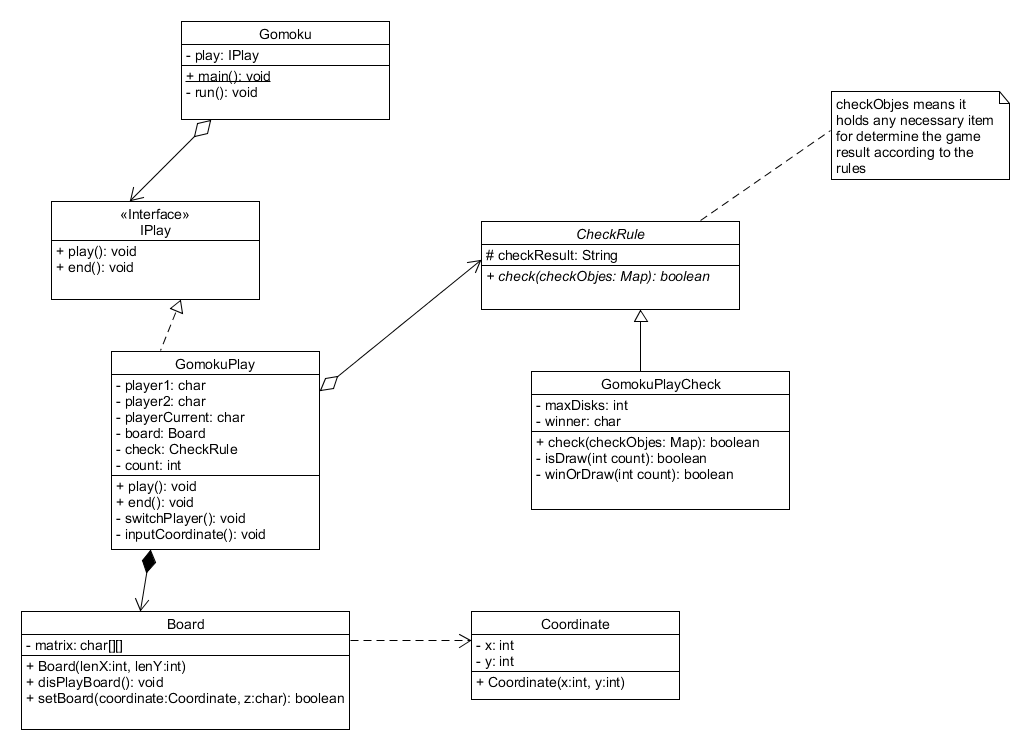 Gomoku
- play: IPlay
+ main(): void
- run(): void
checkObjes means it
holds any necessary item
for determine the game
result according to the
rules
«Interface»
IPlay
+ play(): void
+ end(): void
CheckRule
# checkResult: String
+ check(checkObjes: Map): boolean
GomokuPlay
- player1: char
- player2: char
- playerCurrent: char
- board: Board
- check: CheckRule
- count: int
+ play(): void
+ end(): void
- switchPlayer(): void
- inputCoordinate(): void
GomokuPlayCheck
- maxDisks: int
- winner: char
+ check(checkObjes: Map): boolean
- isDraw(int count): boolean
- winOrDraw(int count): boolean
Board
- matrix: char[][]
+ Board(lenX:int, lenY:int)
+ disPlayBoard(): void
+ setBoard(coordinate:Coordinate, z:char): boolean
Coordinate
- x: int
- y: int
+ Coordinate(x:int, y:int)